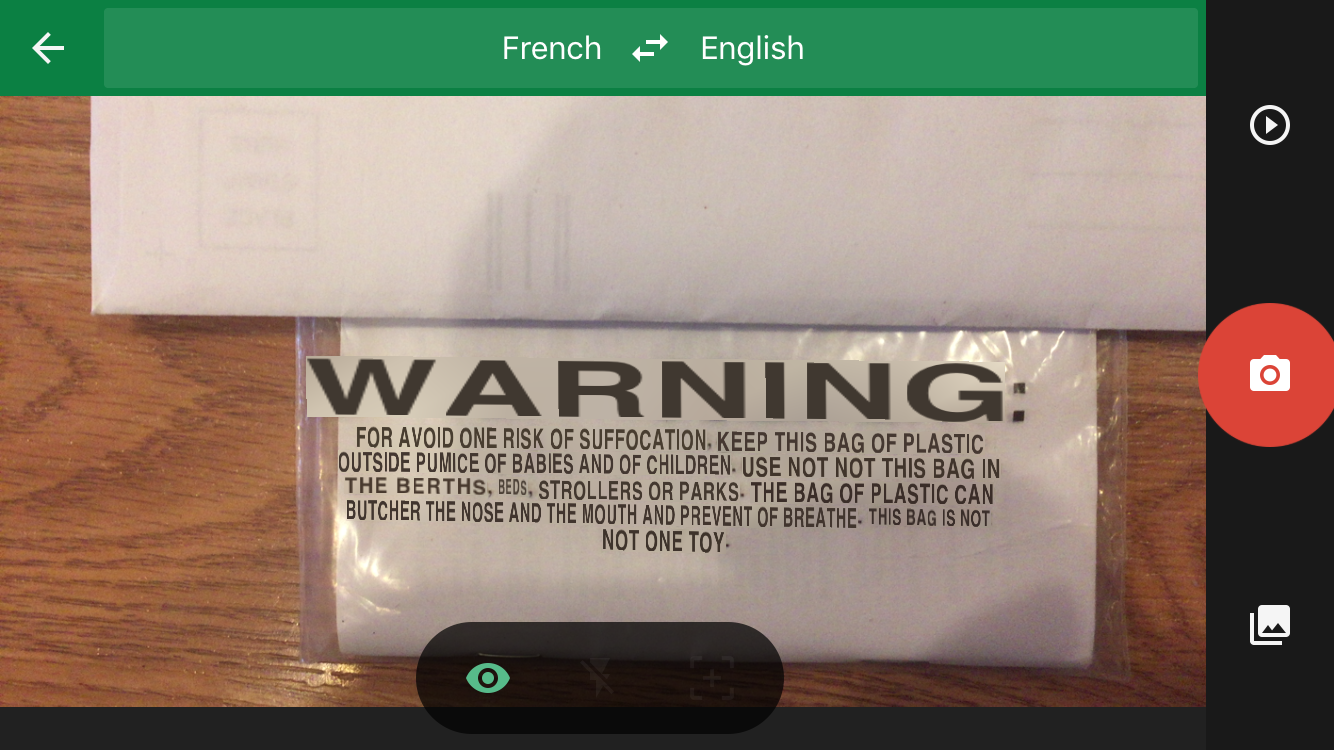 French English
WARNING:
FOR AVOID ONE RISK OF SUFFOCATION. KEEP THIS BAG OF PLASTIC
OUTSIDE PUMICE OF BABIES AND OF CHILDREN. USE NOT NOT THIS BAG IN
THE BERTHS, BEDS, STROLLERS OR PARKS. THE BAG OF PLASTIC CAN
BUTCHER THE NOSE AND THE MOUTH AND PREVENT OF BREATHE. THIS BAG IS NOT
NOT ONE TOY.